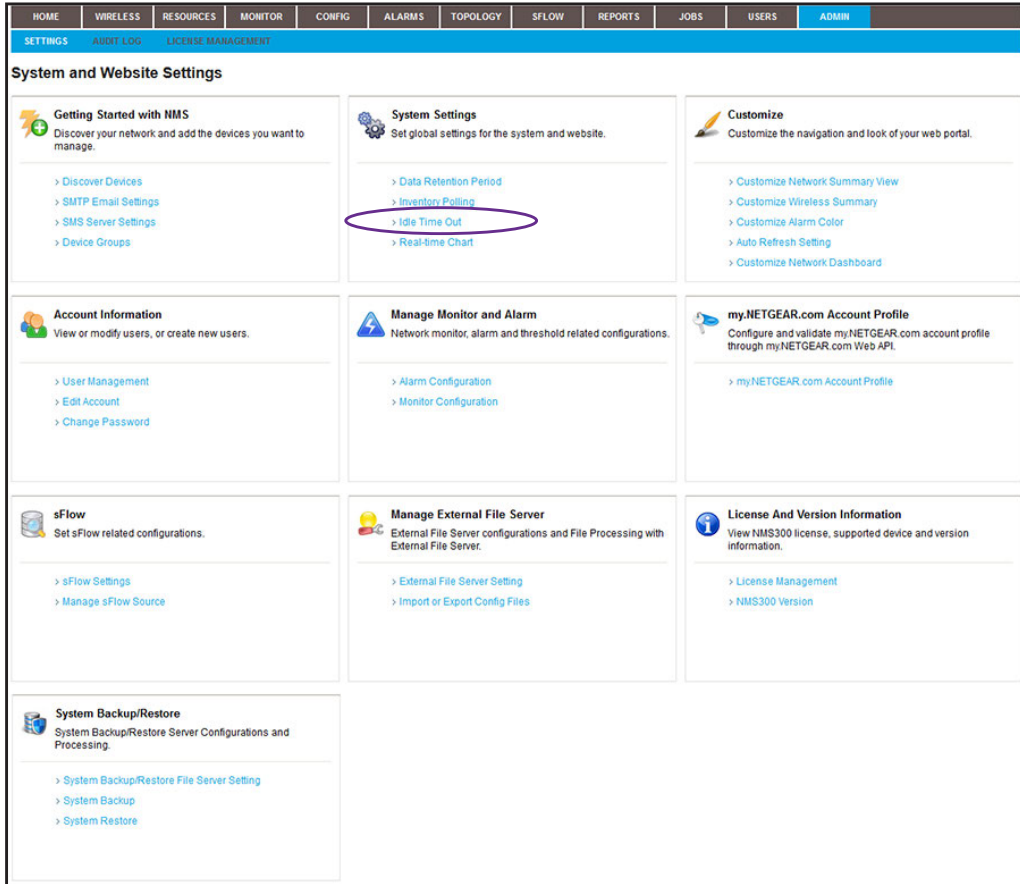 HOME WIRELESS RESOURCES MONITOR CONFIG ALARMS TOPOLOGY SFLOW REPORTS JOBS USERS ADMIN
SETTINGS AUDIT LOG LICENSE MANAGEMENT
System and Website Settings
Getting Started with NMS
Discover your network and add the devices you want to
manage.
> Discover Devices
> SMTP Email Settings
> SMS Server Settings
> Device Groups
System Settings
Set global settings for the system and website.
> Data Retention Period
> Inventory Polling
> Idle Time Out
> Real-time Chart
Customize
Customize the navigation and look of your web portal.
> Customize Network Summary View
> Customize Wireless Summary
> Customize Alarm Color
> Auto Refresh Setting
> Customize Network Dashboard
Account Information
View or modify users, or create new users.
> User Management
> Edit Account
> Change Password
Manage Monitor and Alarm
Network monitor, alarm and threshold related configurations.
> Alarm Configuration
> Monitor Configuration
my.NETGEAR.com Account Profile
Configure and validate my.NETGEAR.com account profile
through my.NETGEAR.com Web API.
> my.NETGEAR.com Account Profile
sFlow
Set sFlow related configurations.
> sFlow Settings
> Manage sFlow Source
Manage External File Server
External File Server configurations and File Processing with
External File Server.
> External File Server Setting
> Import or Export Config Files
License And Version Information
View NMS300 license, supported device and version
information.
> License Management
> NMS300 Version
System Backup/Restore
System Backup/Restore Server Configurations and
Processing.
> System Backup/Restore File Server Setting
> System Backup
> System Restore